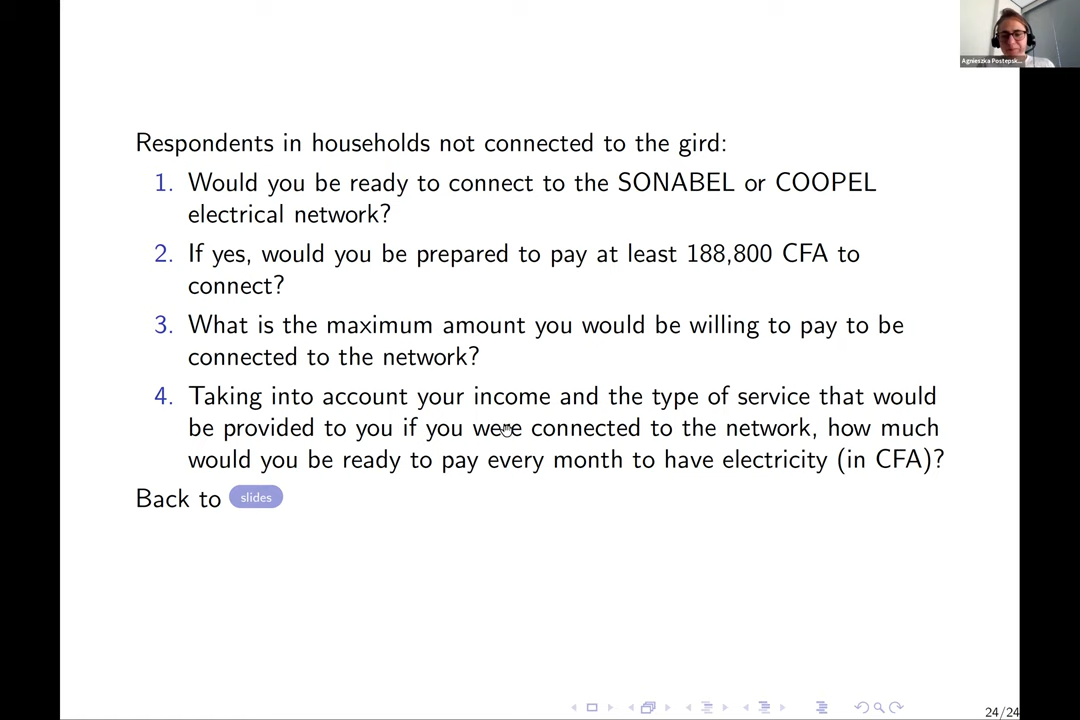 Agnieszka Postepsk...
Respondents in households not connected to the gird:
1. Would you be ready to connect to the SONABEL or COOPEL
electrical network?
2. If yes, would you be prepared to pay at least 188,800 CFA to
connect?
3. What is the maximum amount you would be willing to pay to be
connected to the network?
4. Taking into account your income and the type of service that would
be provided to you if you were connected to the network, how much
would you be ready to pay every month to have electricity (in CFA)?
Back to slides
24/24